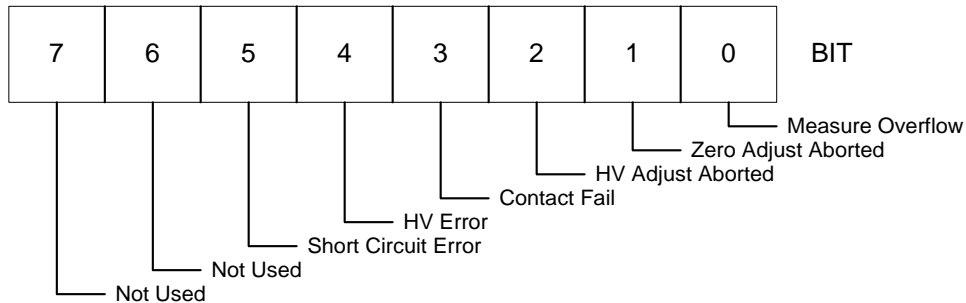 7 6 5 4 3 2 1 0 BIT
Measure Overflow
Zero Adjust Aborted
HV Adjust Aborted
Contact Fail
HV Error
Short Circuit Error
Not Used
Not Used